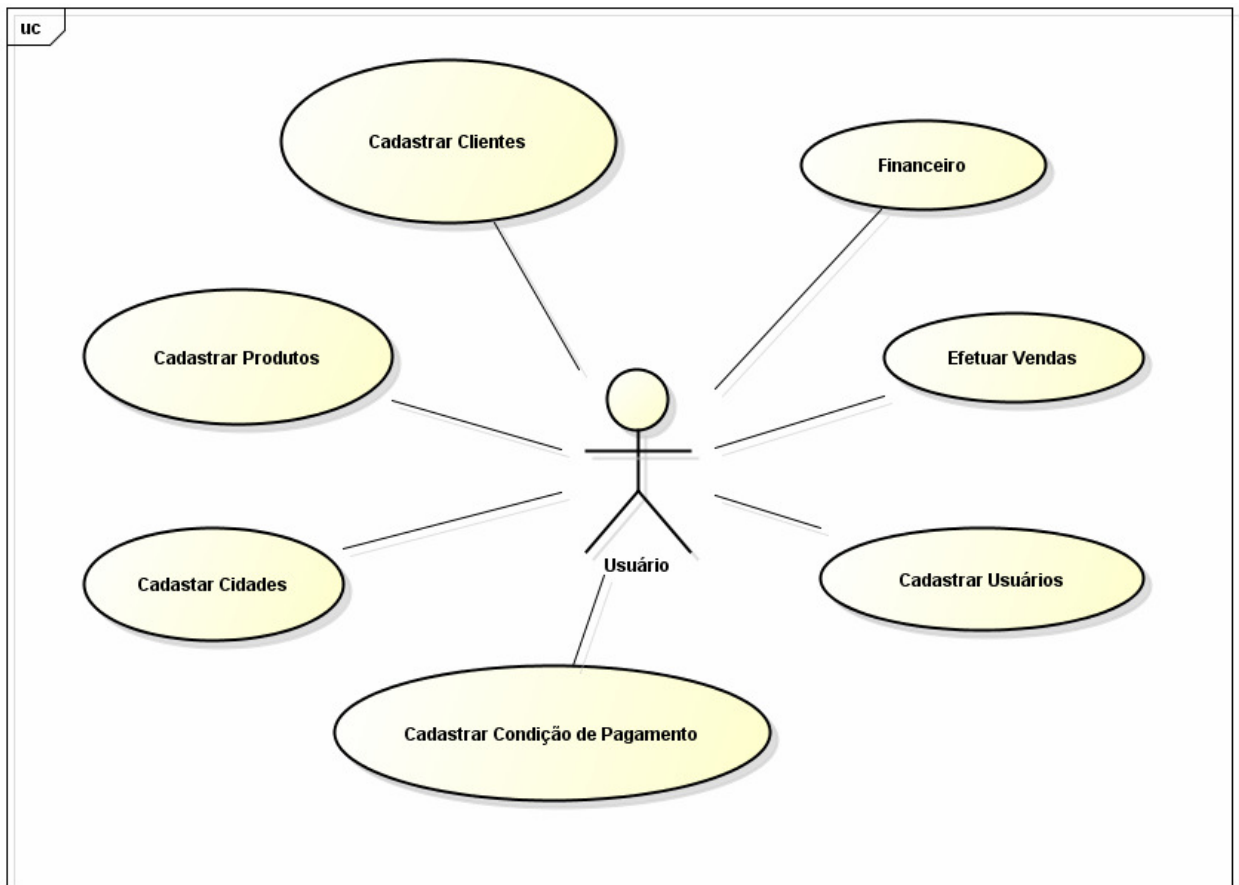 uc
Cadastrar Clientes
Financeiro
Cadastrar Produtos
Efetuar Vendas
Usuário
Cadastar Cidades
Cadastrar Usuários
Cadastrar Condição de Pagamento